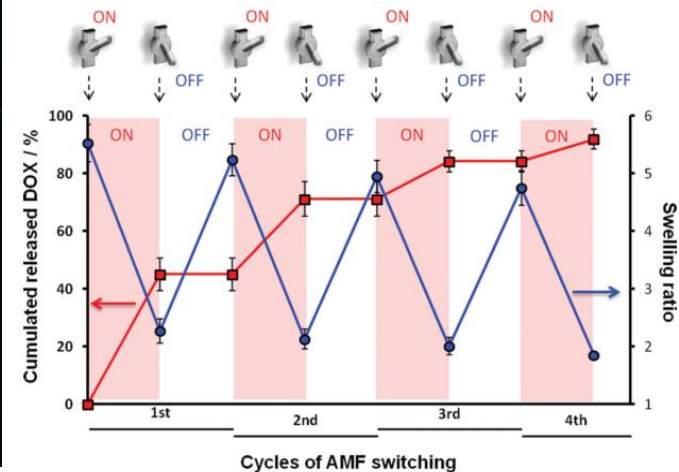 ON ON ON ON
OFF OFF OFF OFF
100 6
ON OFF ON OFF ON OFF ON
80 5
60 4
40 3
20 2
0 1
Cumulated released DOX / %
Swelling ratio
1st 2nd 3rd 4th
Cycles of AMF switching